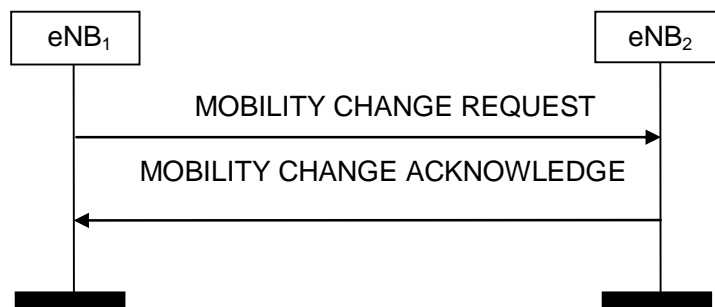 eNB₁
eNB₂
MOBILITY CHANGE REQUEST
MOBILITY CHANGE ACKNOWLEDGE